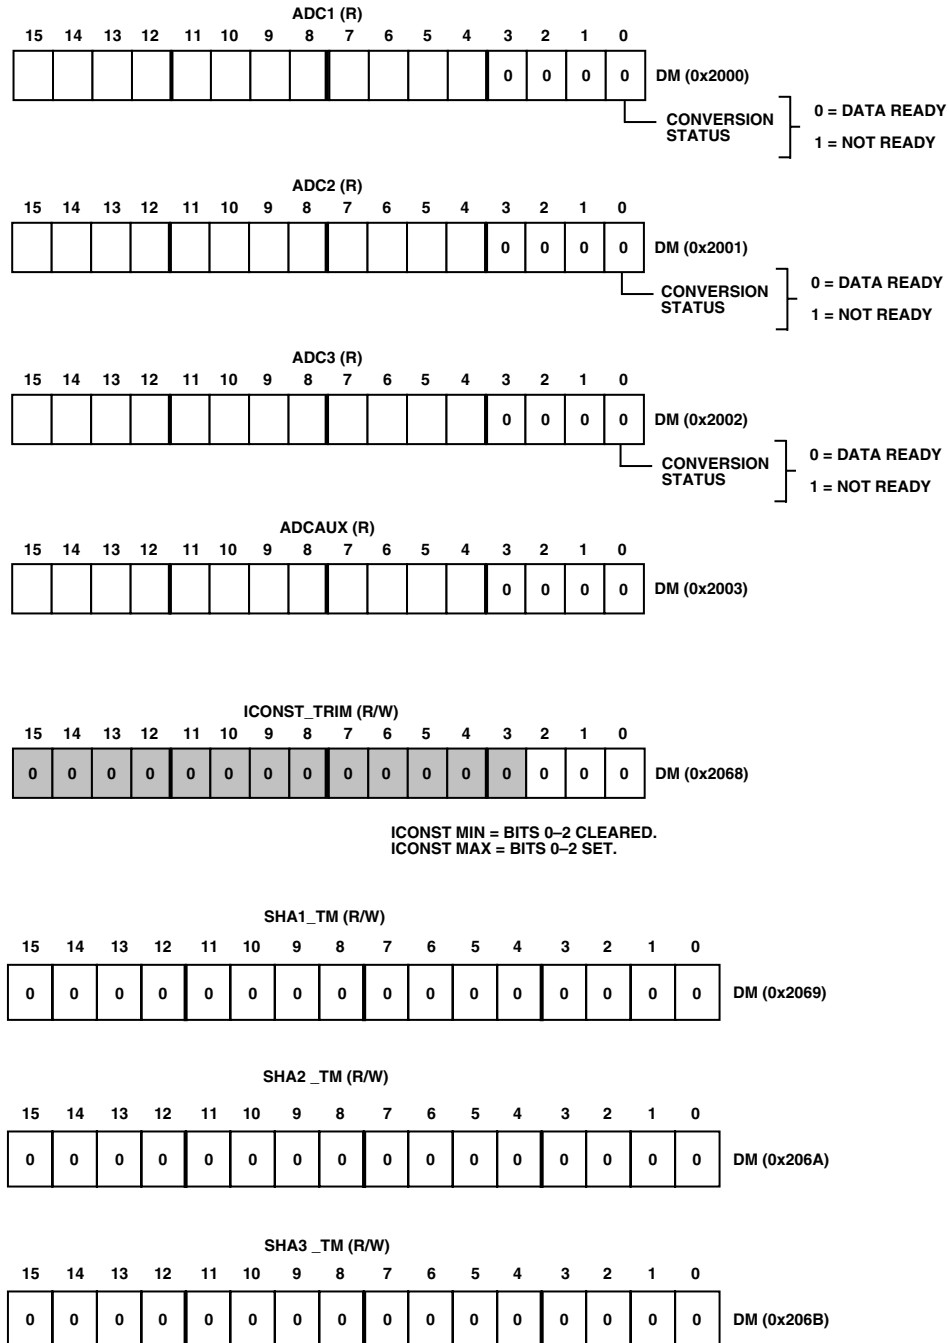 ADC1 (R)
15 14 13 12 11 10 9 8 7 6 5 4 3 2 1 0
0 0 0 0 DM (0x2000)
CONVERSION STATUS
0 = DATA READY
1 = NOT READY
ADC2 (R)
15 14 13 12 11 10 9 8 7 6 5 4 3 2 1 0
0 0 0 0 DM (0x2001)
CONVERSION STATUS
0 = DATA READY
1 = NOT READY
ADC3 (R)
15 14 13 12 11 10 9 8 7 6 5 4 3 2 1 0
0 0 0 0 DM (0x2002)
CONVERSION STATUS
0 = DATA READY
1 = NOT READY
ADCAUX (R)
15 14 13 12 11 10 9 8 7 6 5 4 3 2 1 0
0 0 0 0 DM (0x2003)
ICONST_TRIM (R/W)
15 14 13 12 11 10 9 8 7 6 5 4 3 2 1 0
0 0 0 0 0 0 0 0 0 0 0 0 0 0 0 0 DM (0x2068)
ICONST MIN = BITS 0–2 CLEARED.
ICONST MAX = BITS 0–2 SET.
SHA1_TM (R/W)
15 14 13 12 11 10 9 8 7 6 5 4 3 2 1 0
0 0 0 0 0 0 0 0 0 0 0 0 0 0 0 0 DM (0x2069)
SHA2 _TM (R/W)
15 14 13 12 11 10 9 8 7 6 5 4 3 2 1 0
0 0 0 0 0 0 0 0 0 0 0 0 0 0 0 0 DM (0x206A)
SHA3 _TM (R/W)
15 14 13 12 11 10 9 8 7 6 5 4 3 2 1 0
0 0 0 0 0 0 0 0 0 0 0 0 0 0 0 0 DM (0x206B)